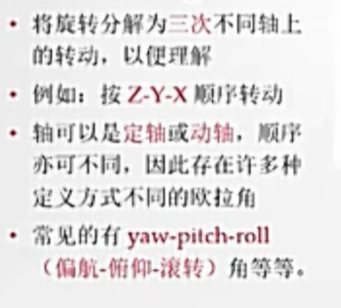 • 将旋转分解为三次不同轴上
的转动，以便理解
• 例如：按 Z-Y-X 顺序转动
• 轴可以是定轴或动轴，顺序
亦可不同，因此存在许多种
定义方式不同的欧拉角
• 常见的有 yaw-pitch-roll
（偏航-俯仰-滚转）角等等。